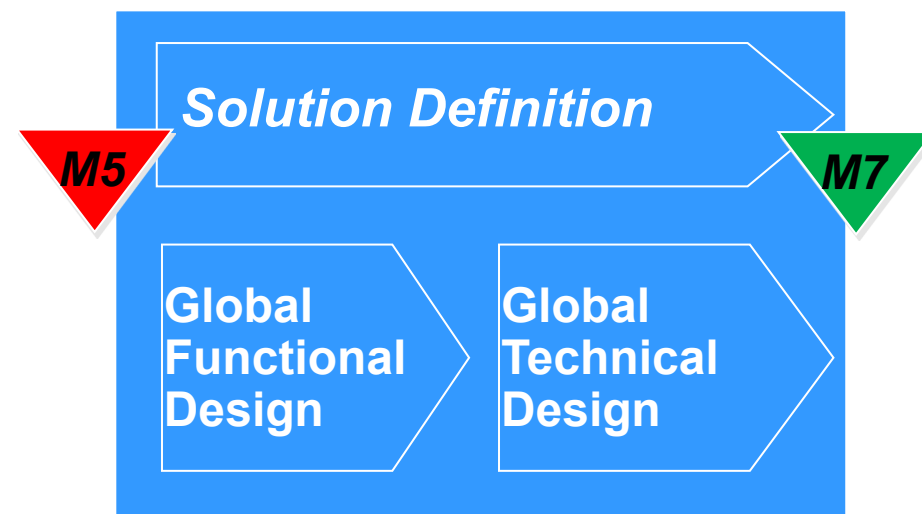 Solution Definition
M5
M7
Global
Functional
Design
Global
Technical
Design